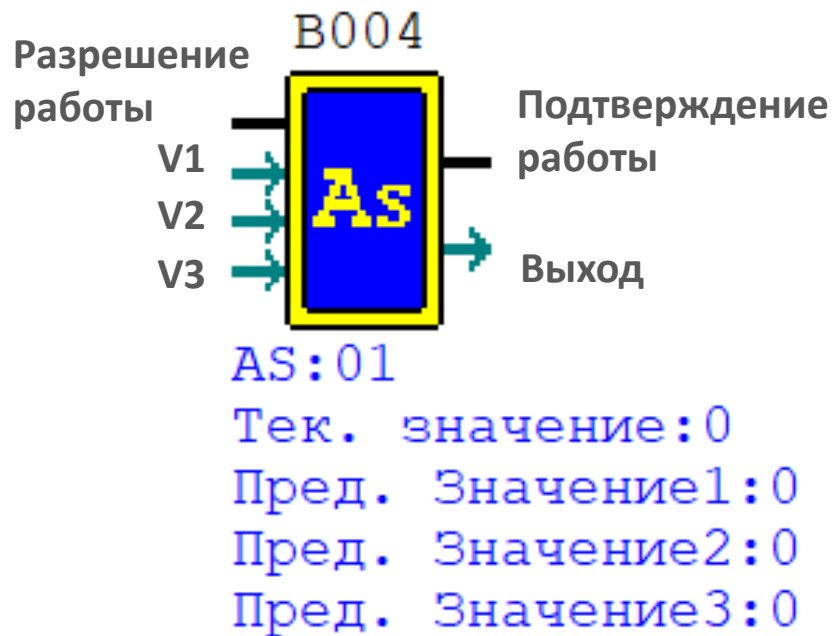 B004
Разрешение
работы
V1
V2
V3
As
Подтверждение
работы
Выход
AS:01
Тек. значение:0
Пред. Значение1:0
Пред. Значение2:0
Пред. Значение3:0